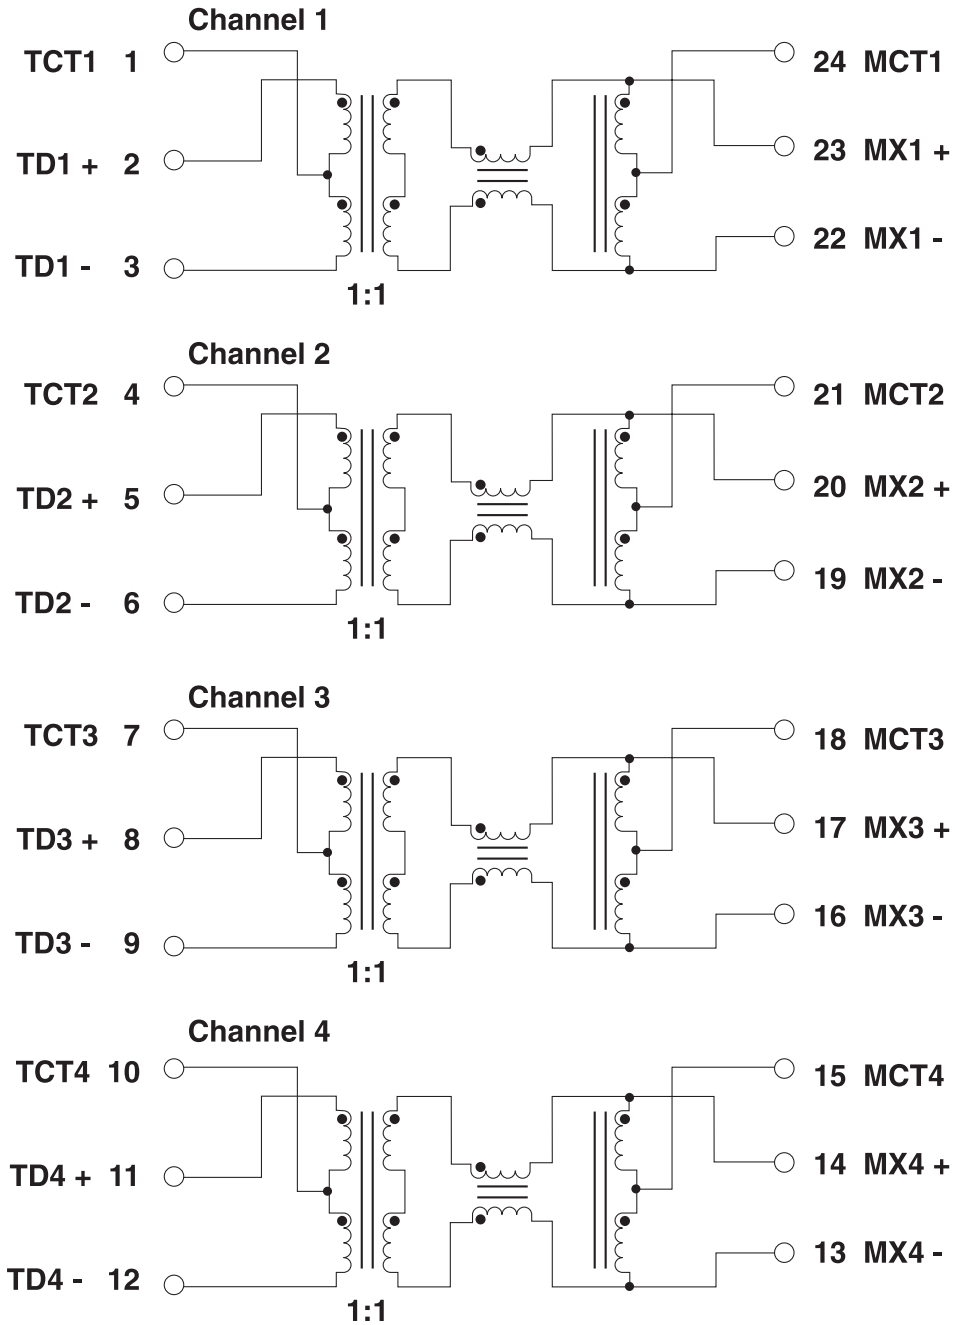 Channel 1
TCT1 1
24 MCT1
TD1 + 2
23 MX1 +
TD1 - 3
22 MX1 -
1:1
Channel 2
TCT2 4
21 MCT2
TD2 + 5
20 MX2 +
TD2 - 6
19 MX2 -
1:1
Channel 3
TCT3 7
18 MCT3
TD3 + 8
17 MX3 +
TD3 - 9
16 MX3 -
1:1
Channel 4
TCT4 10
15 MCT4
TD4 + 11
14 MX4 +
TD4 - 12
13 MX4 -
1:1